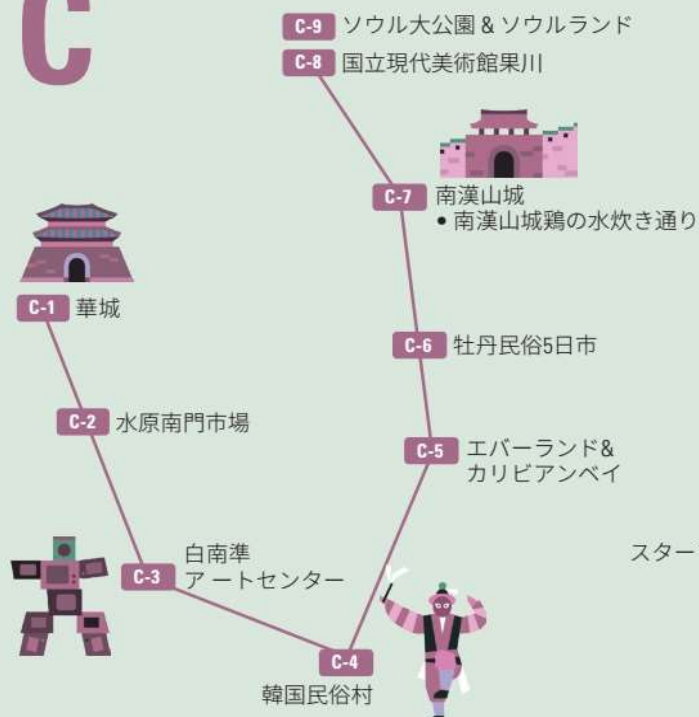 C
C-9 ソウル大公園 & ソウルランド
C-8 国立現代美術館果川
C-7 南漢山城
• 南漢山城鶏の水炊き通り
C-1 華城
C-6 牡丹民俗5日市
C-2 水原南門市場
C-5 エバーランド&
カリビアンベイ
白南準
C-3 アートセンター
スター
C-4
韓国民俗村